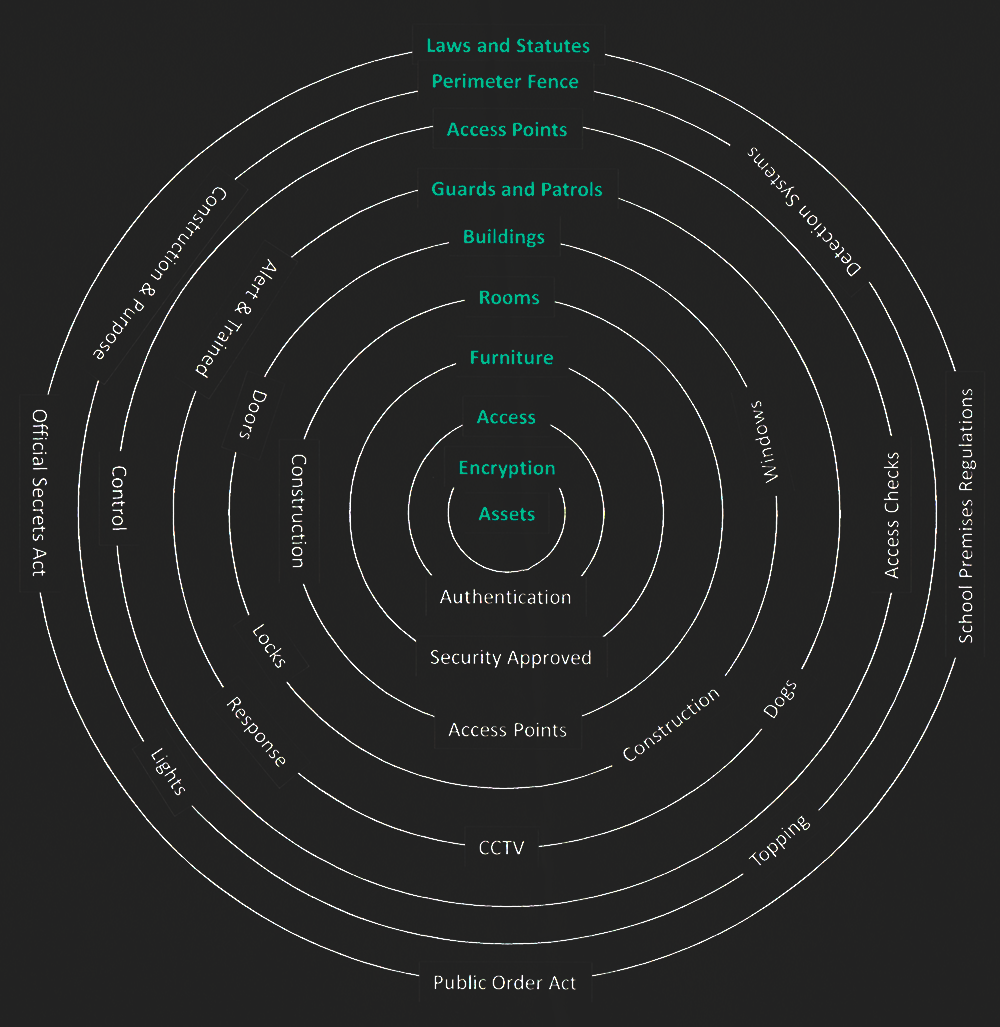 Laws and Statutes
Perimeter Fence
Access Points
Guards and Patrols
Buildings
Rooms
Furniture
Access
Encryption
Assets
Authentication
Security Approved
Access Points
CCTV
Public Order Act
Official Secrets Act
School Premises Regulations
Construction & Purpose
Detection Systems
Lights
Topping
Control
Access Checks
Alert & Trained
Response
Dogs
Doors
Windows
Locks
Construction
Construction